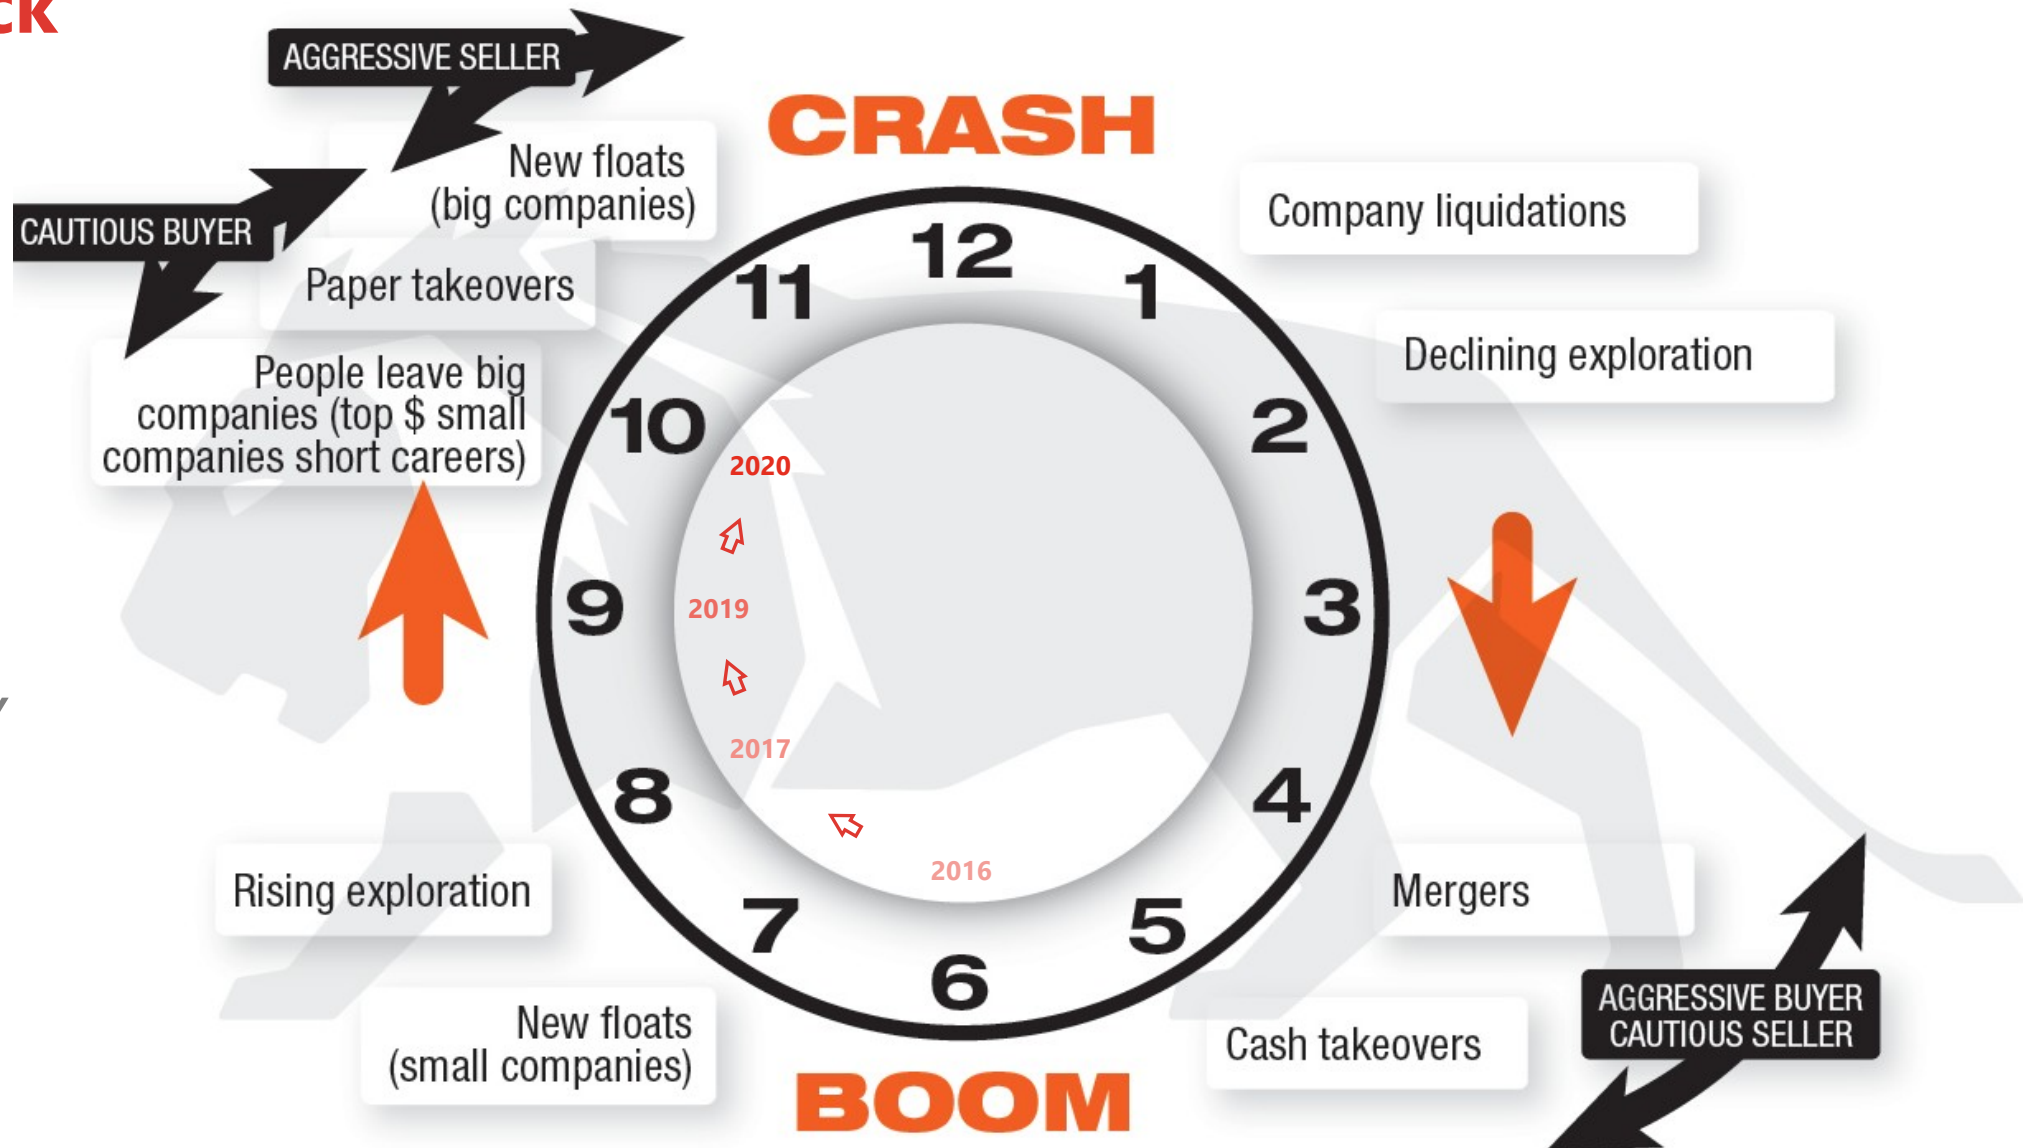 CK
AGGRESSIVE SELLER
CRASH
New floats
(big companies)
CAUTIOUS BUYER
Paper takeovers
People leave big
companies (top $ small
companies short careers)
Company liquidations
Declining exploration
12
1
2
3
4
5
6
7
8
9
10
11
2020
2019
2017
2016
Rising exploration
New floats
(small companies)
Mergers
Cash takeovers
AGGRESSIVE BUYER
CAUTIOUS SELLER
BOOM